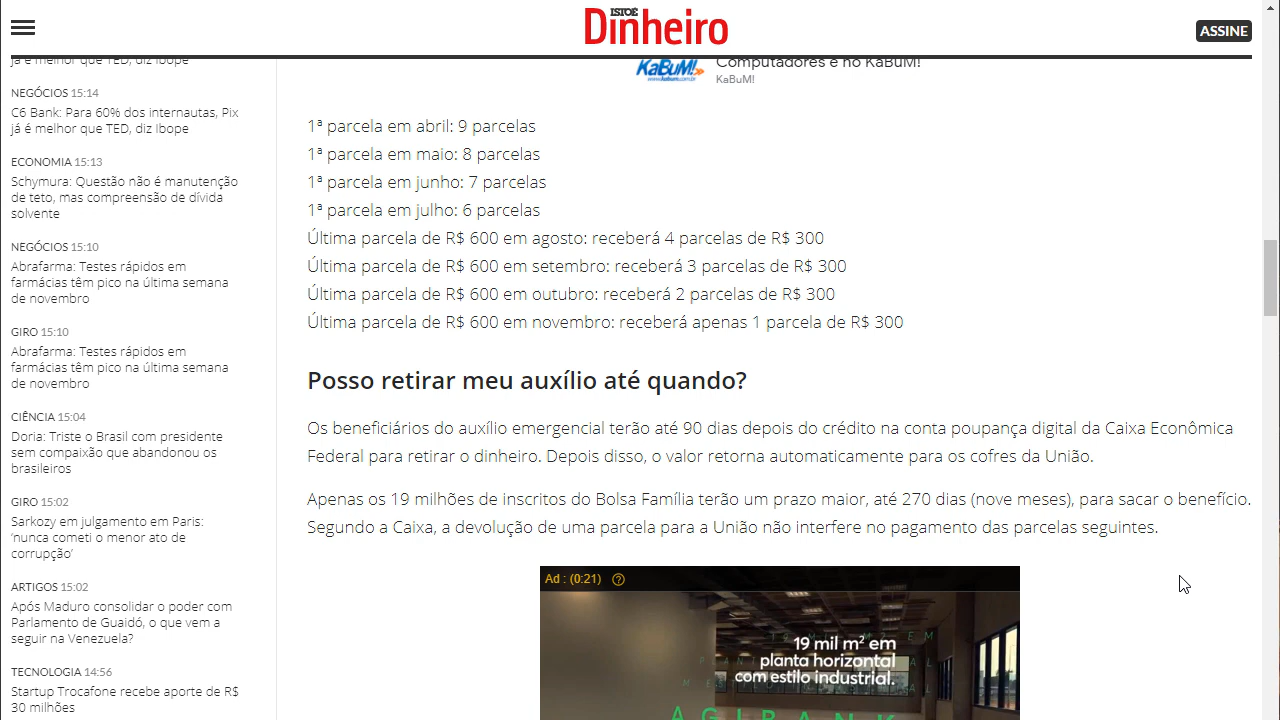 ISTOÉ
Dinheiro
ASSINE
já é melhor que TED, diz Ibope
NEGÓCIOS 15:14
C6 Bank: Para 60% dos internautas, Pix
já é melhor que TED, diz Ibope
ECONOMIA 15:13
Schymura: Questão não é manutenção
de teto, mas compreensão de dívida
solvente
NEGÓCIOS 15:10
Abrafarma: Testes rápidos em
farmácias têm pico na última semana
de novembro
GIRO 15:10
Abrafarma: Testes rápidos em
farmácias têm pico na última semana
de novembro
CIÊNCIA 15:04
Doria: Triste o Brasil com presidente
sem compaixão que abandonou os
brasileiros
GIRO 15:02
Sarkozy em julgamento em Paris:
‘nunca cometi o menor ato de
corrupção’
ARTIGOS 15:02
Após Maduro consolidar o poder com
Parlamento de Guaidó, o que vem a
seguir na Venezuela?
TECNOLOGIA 14:56
Startup Trocafone recebe aporte de R$
30 milhões
KaBuM!
www.kabum.com.br
Computadores é no KaBuM!
KaBuM!
1ª parcela em abril: 9 parcelas
1ª parcela em maio: 8 parcelas
1ª parcela em junho: 7 parcelas
1ª parcela em julho: 6 parcelas
Última parcela de R$ 600 em agosto: receberá 4 parcelas de R$ 300
Última parcela de R$ 600 em setembro: receberá 3 parcelas de R$ 300
Última parcela de R$ 600 em outubro: receberá 2 parcelas de R$ 300
Última parcela de R$ 600 em novembro: receberá apenas 1 parcela de R$ 300
Posso retirar meu auxílio até quando?
Os beneficiários do auxílio emergencial terão até 90 dias depois do crédito na conta poupança digital da Caixa Econômica
Federal para retirar o dinheiro. Depois disso, o valor retorna automaticamente para os cofres da União.
Apenas os 19 milhões de inscritos do Bolsa Família terão um prazo maior, até 270 dias (nove meses), para sacar o benefício.
Segundo a Caixa, a devolução de uma parcela para a União não interfere no pagamento das parcelas seguintes.
Ad : (0:21) ?
19 mil m² em
planta horizontal
com estilo industrial.
AGIBANK